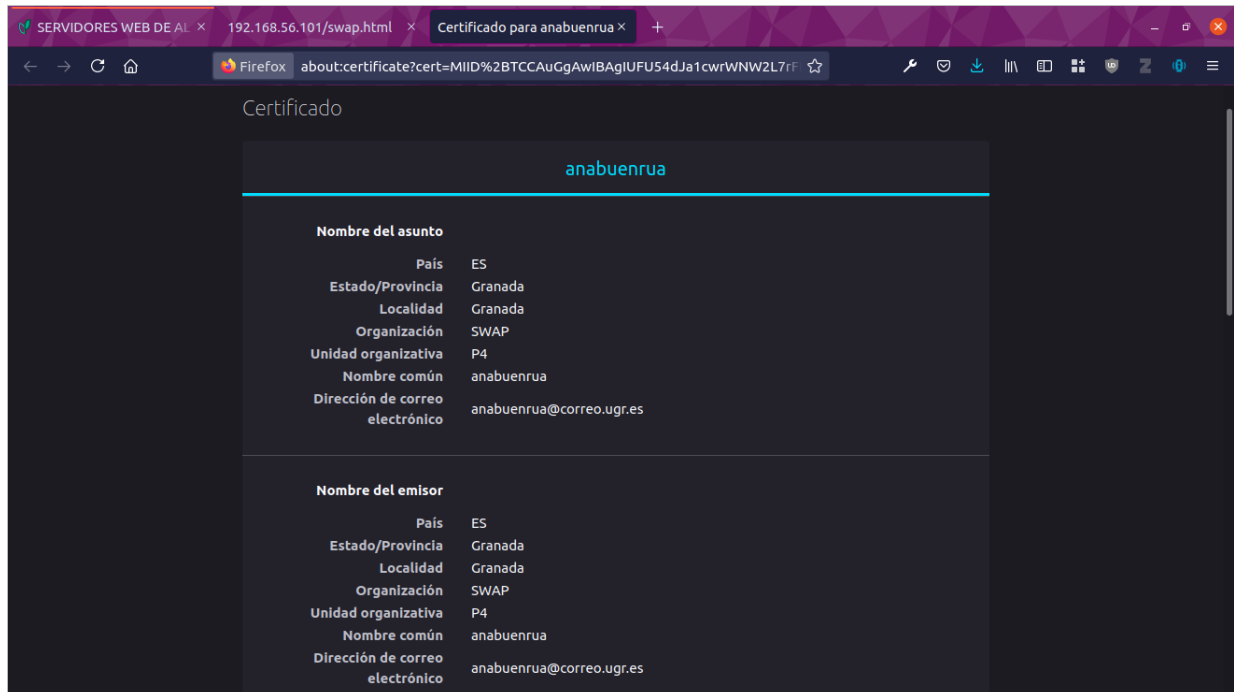 SERVIDORES WEB DE AL
192.168.56.101/swap.html
Certificado para anabuenrua
Firefox about:certificate?cert=MIID%2BTCCAuGgAwIBAgIUFU54dJa1cwrWNW2L7rF
Certificado
anabuenrua
Nombre del asunto
País ES
Estado/Provincia Granada
Localidad Granada
Organización SWAP
Unidad organizativa P4
Nombre común anabuenrua
Dirección de correo
electrónico anabuenrua@correo.ugr.es
Nombre del emisor
País ES
Estado/Provincia Granada
Localidad Granada
Organización SWAP
Unidad organizativa P4
Nombre común anabuenrua
Dirección de correo
electrónico anabuenrua@correo.ugr.es